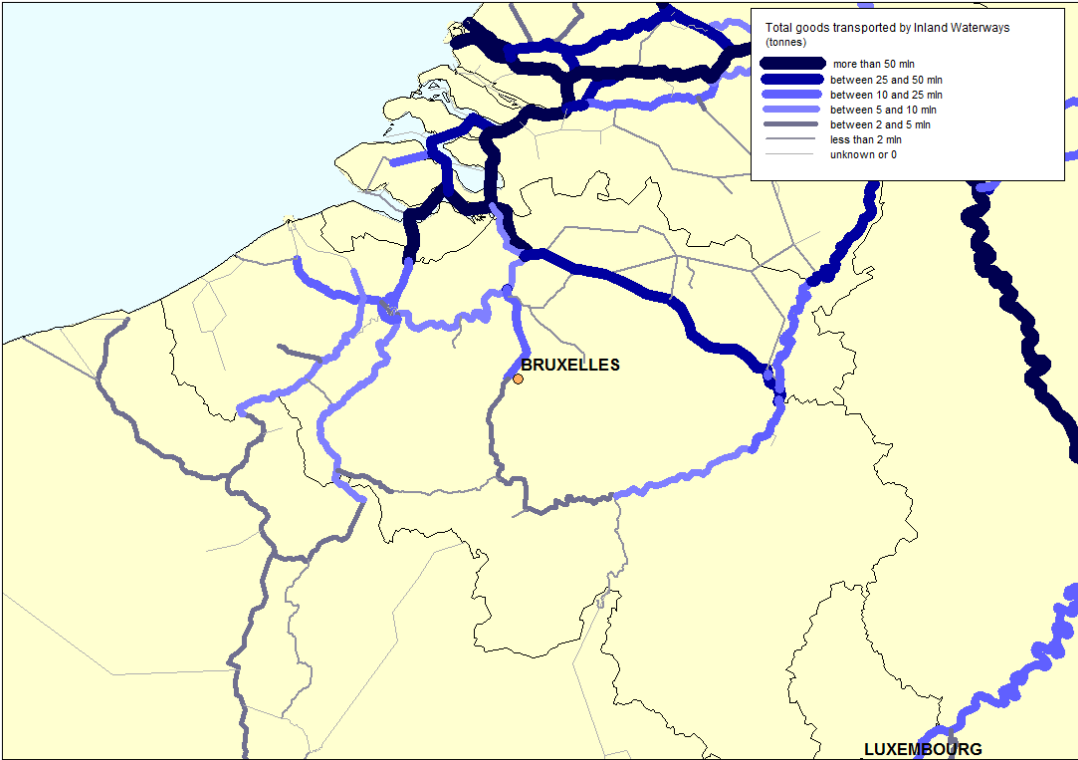 Total goods transported by Inland Waterways
(tonnes)
more than 50 mln
between 25 and 50 mln
between 10 and 25 mln
between 5 and 10 mln
between 2 and 5 mln
less than 2 mln
unknown or 0
BRUXELLES
LUXEMBOURG